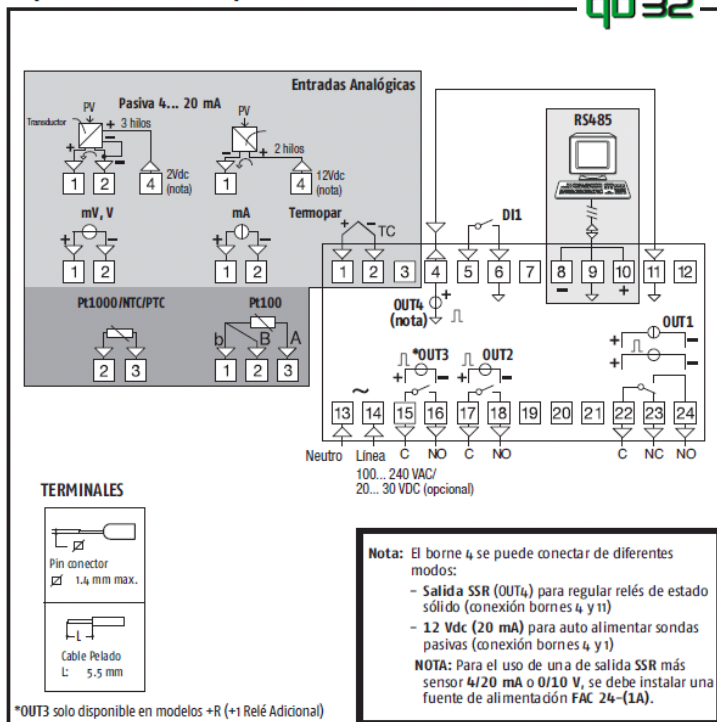 Entradas Analógicas
Pasiva 4... 20 mA
PV
Transductor
+ 3 hilos
-
+
-
1 2 4
2Vdc
(nota)
PV
+ 2 hilos
-
1 4
12Vdc
(nota)
mV, V
+ -
1 2
mA
+ -
1 2
Termopar
+ - TC
DI1
RS485
1 2 3 4 5 6 7 8 9 10 11 12
- +
Pt1000/NTC/PTC
2 3
Pt100
b B A
1 2 3
OUT4
(nota)
+
*OUT3
+ -
OUT2
+ -
OUT1
+ -
+ -
~
13 14 15 16 17 18 19 20 21 22 23 24
Neutro Línea C NO C NO C NC NO
100... 240 VAC/
20... 30 VDC (opcional)
TERMINALES
Pin conector
1.4 mm max.
L
Cable Pelado
L: 5.5 mm
*OUT3 solo disponible en modelos +R (+1 Relé Adicional)
Nota: El borne 4 se puede conectar de diferentes
modos:
- Salida SSR (OUT4) para regular relés de estado
sólido (conexión bornes 4 y 11)
- 12 Vdc (20 mA) para auto alimentar sondas
pasivas (conexión bornes 4 y 1)
NOTA: Para el uso de una de salida SSR más
sensor 4/20 mA o 0/10 V, se debe instalar una
fuente de alimentación FAC 24-(1A).